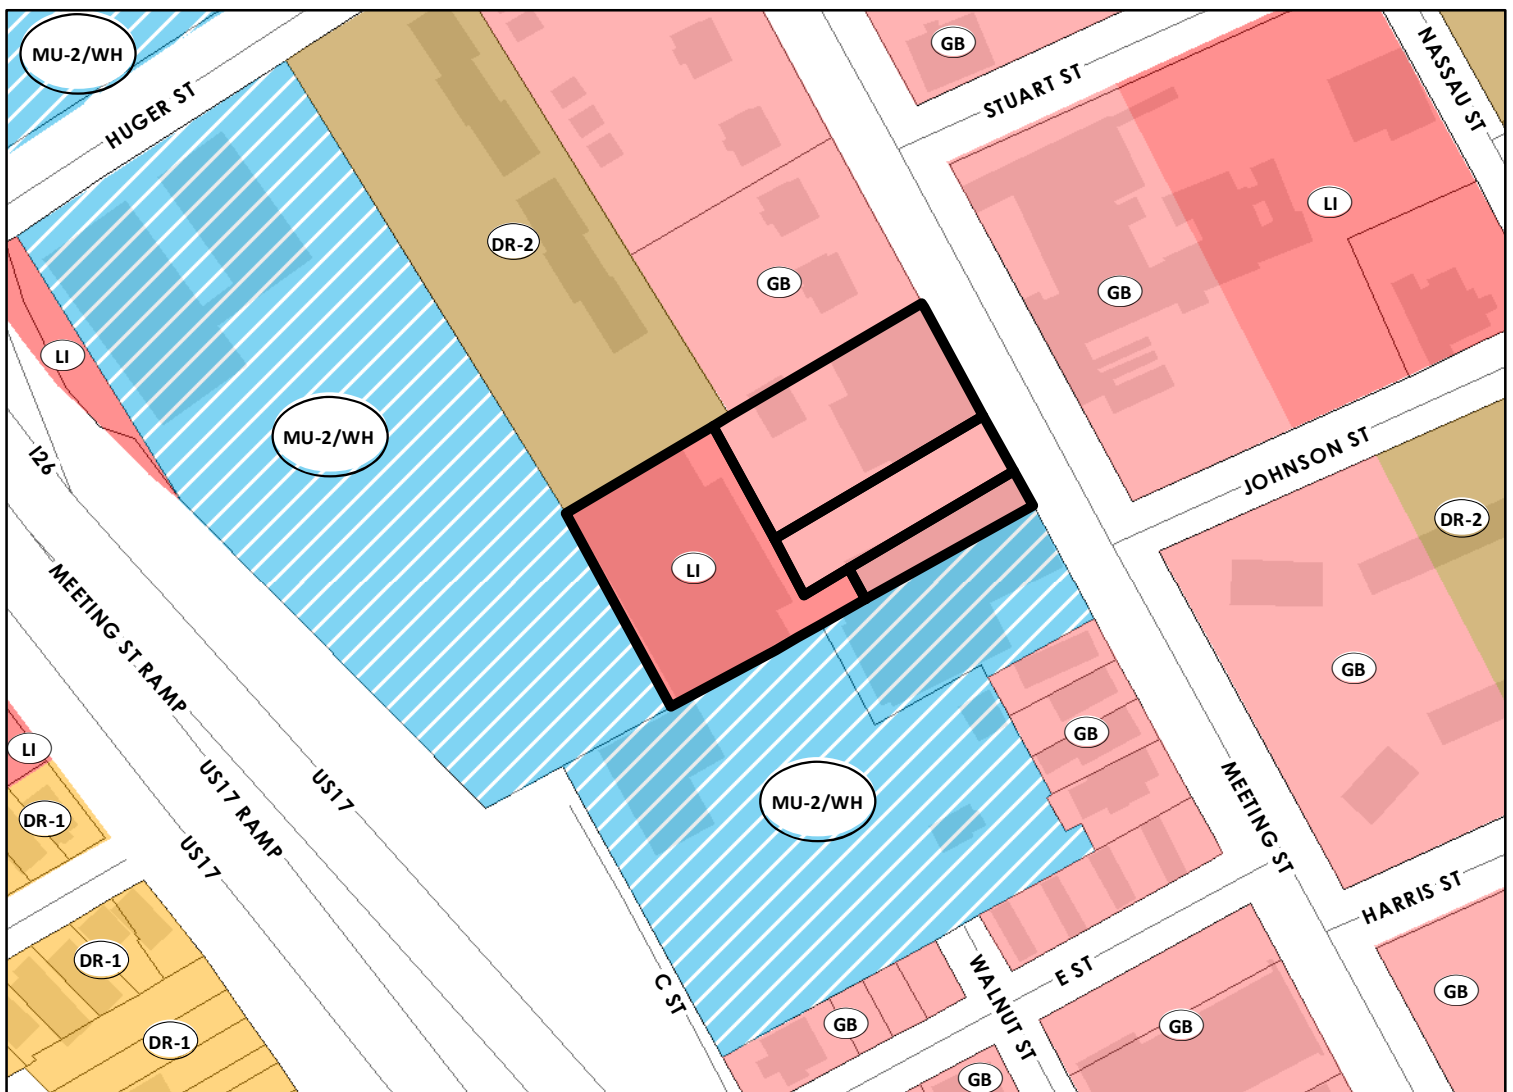 MU-2/WH
GB
NASSAU ST
STUART ST
HUGER ST
LI
DR-2
GB
GB
LI
MU-2/WH
I26
JOHNSON ST
DR-2
LI
MEETING ST RAMP
GB
GB
LI
US17 RAMP
US17
MU-2/WH
MEETING ST
DR-1
US17
HARRIS ST
DR-1
C ST
WALNUT ST
E ST
GB
GB
GB
DR-1
GB